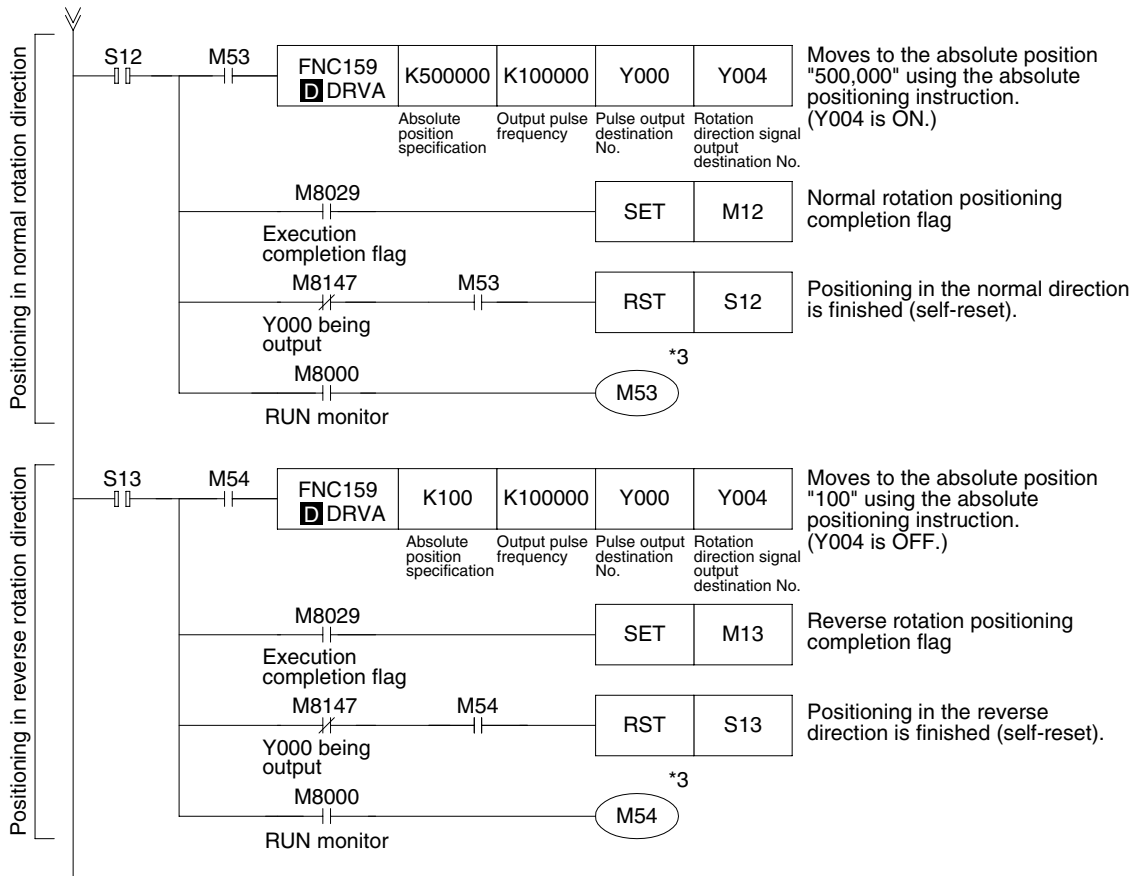 Positioning in normal rotation direction
S12
M53
FNC159
D DRVA
K500000
K100000
Y000
Y004
Absolute
position
specification
Output pulse
frequency
Pulse output
destination
No.
Rotation
direction signal
output
destination No.
Moves to the absolute position
"500,000" using the absolute
positioning instruction.
(Y004 is ON.)
M8029
Execution
completion flag
SET
M12
Normal rotation positioning
completion flag
M8147
Y000 being
output
M53
RST
S12
Positioning in the normal direction
is finished (self-reset).
M8000
RUN monitor
*3
M53
Positioning in reverse rotation direction
S13
M54
FNC159
D DRVA
K100
K100000
Y000
Y004
Absolute
position
specification
Output pulse
frequency
Pulse output
destination
No.
Rotation
direction signal
output
destination No.
Moves to the absolute position
"100" using the absolute
positioning instruction.
(Y004 is OFF.)
M8029
Execution
completion flag
SET
M13
Reverse rotation positioning
completion flag
M8147
Y000 being
output
M54
RST
S13
Positioning in the reverse
direction is finished (self-reset).
M8000
RUN monitor
*3
M54